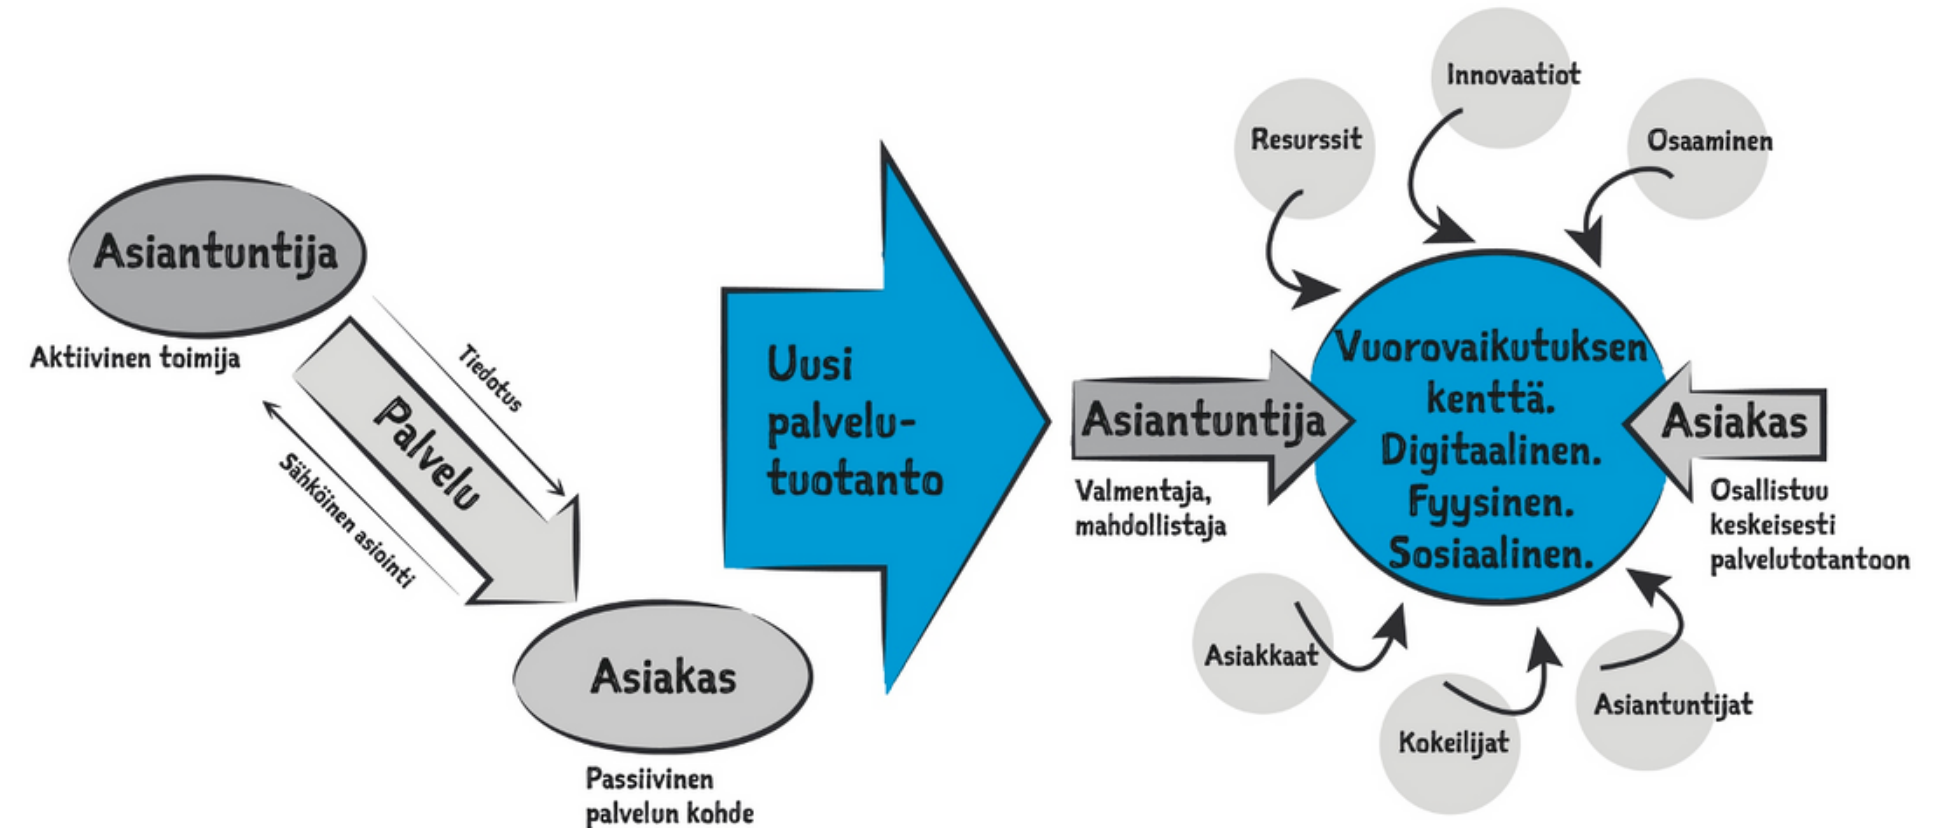 Asiantuntija
Aktiivinen toimija
Tiedotus
Palvelu
Sähköinen asiointi
Asiakas
Passiivinen
palvelun kohde
Uusi
palvelu-
tuotanto
Resurssit
Innovaatiot
Osaaminen
Asiantuntija
Valmentaja,
mahdollistaja
Vuorovaikutuksen
kenttä.
Digitaalinen.
Fyysinen.
Sosiaalinen.
Asiakas
Osallistuu
keskeisesti
palvelutotantoon
Asiakkaat
Kokeilijat
Asiantuntijat